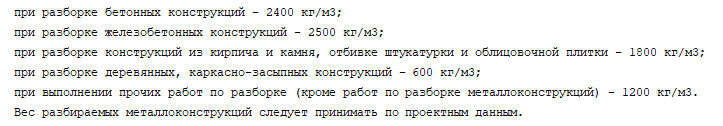 при разборке бетонных конструкций - 2400 кг/м3;
при разборке железобетонных конструкций - 2500 кг/м3;
при разборке конструкций из кирпича и камня, отбивке штукатурки и облицовочной плитки - 1800 кг/м3;
при разборке деревянных, каркасно-засыпных конструкций - 600 кг/м3;
при выполнении прочих работ по разборке (кроме работ по разборке металлоконструкций) - 1200 кг/м3.
Вес разбираемых металлоконструкций следует принимать по проектным данным.